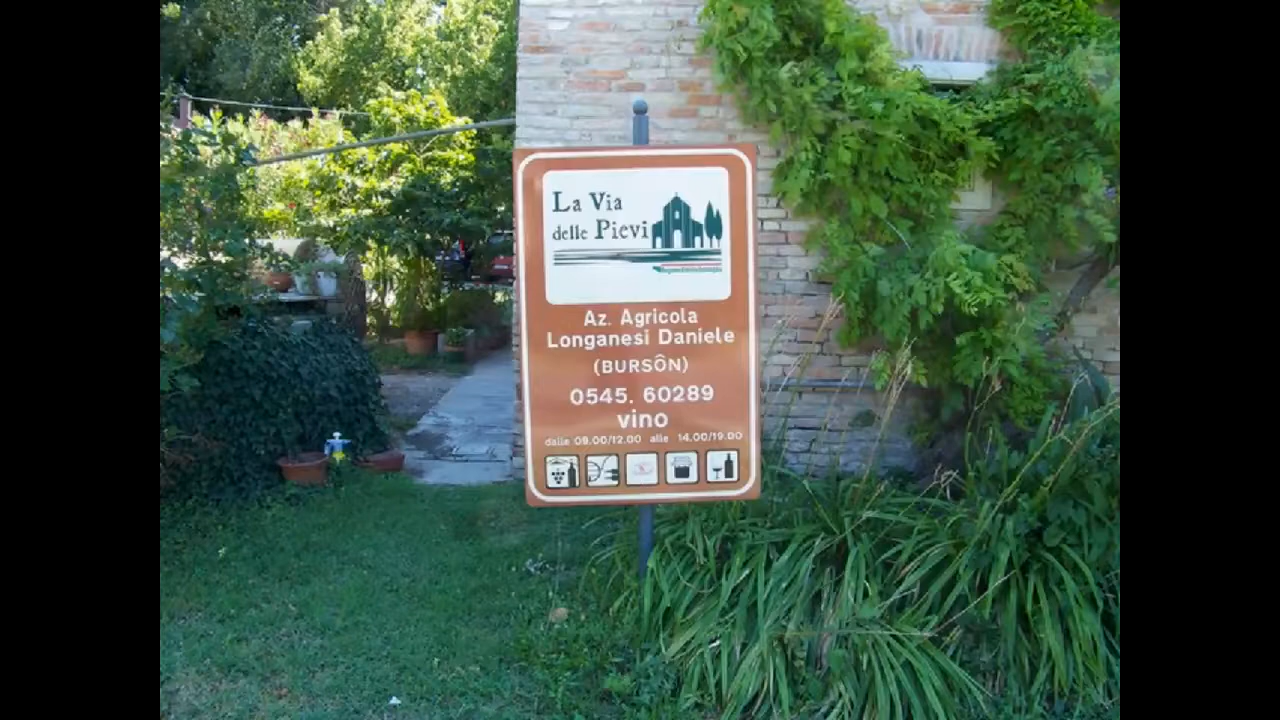 La Via
delle Pievi
Az. Agricola
Longanesi Daniele
(BURSÔN)
0545. 60289
vino
dalle 09.00/12.00 alle 14.00/19.00